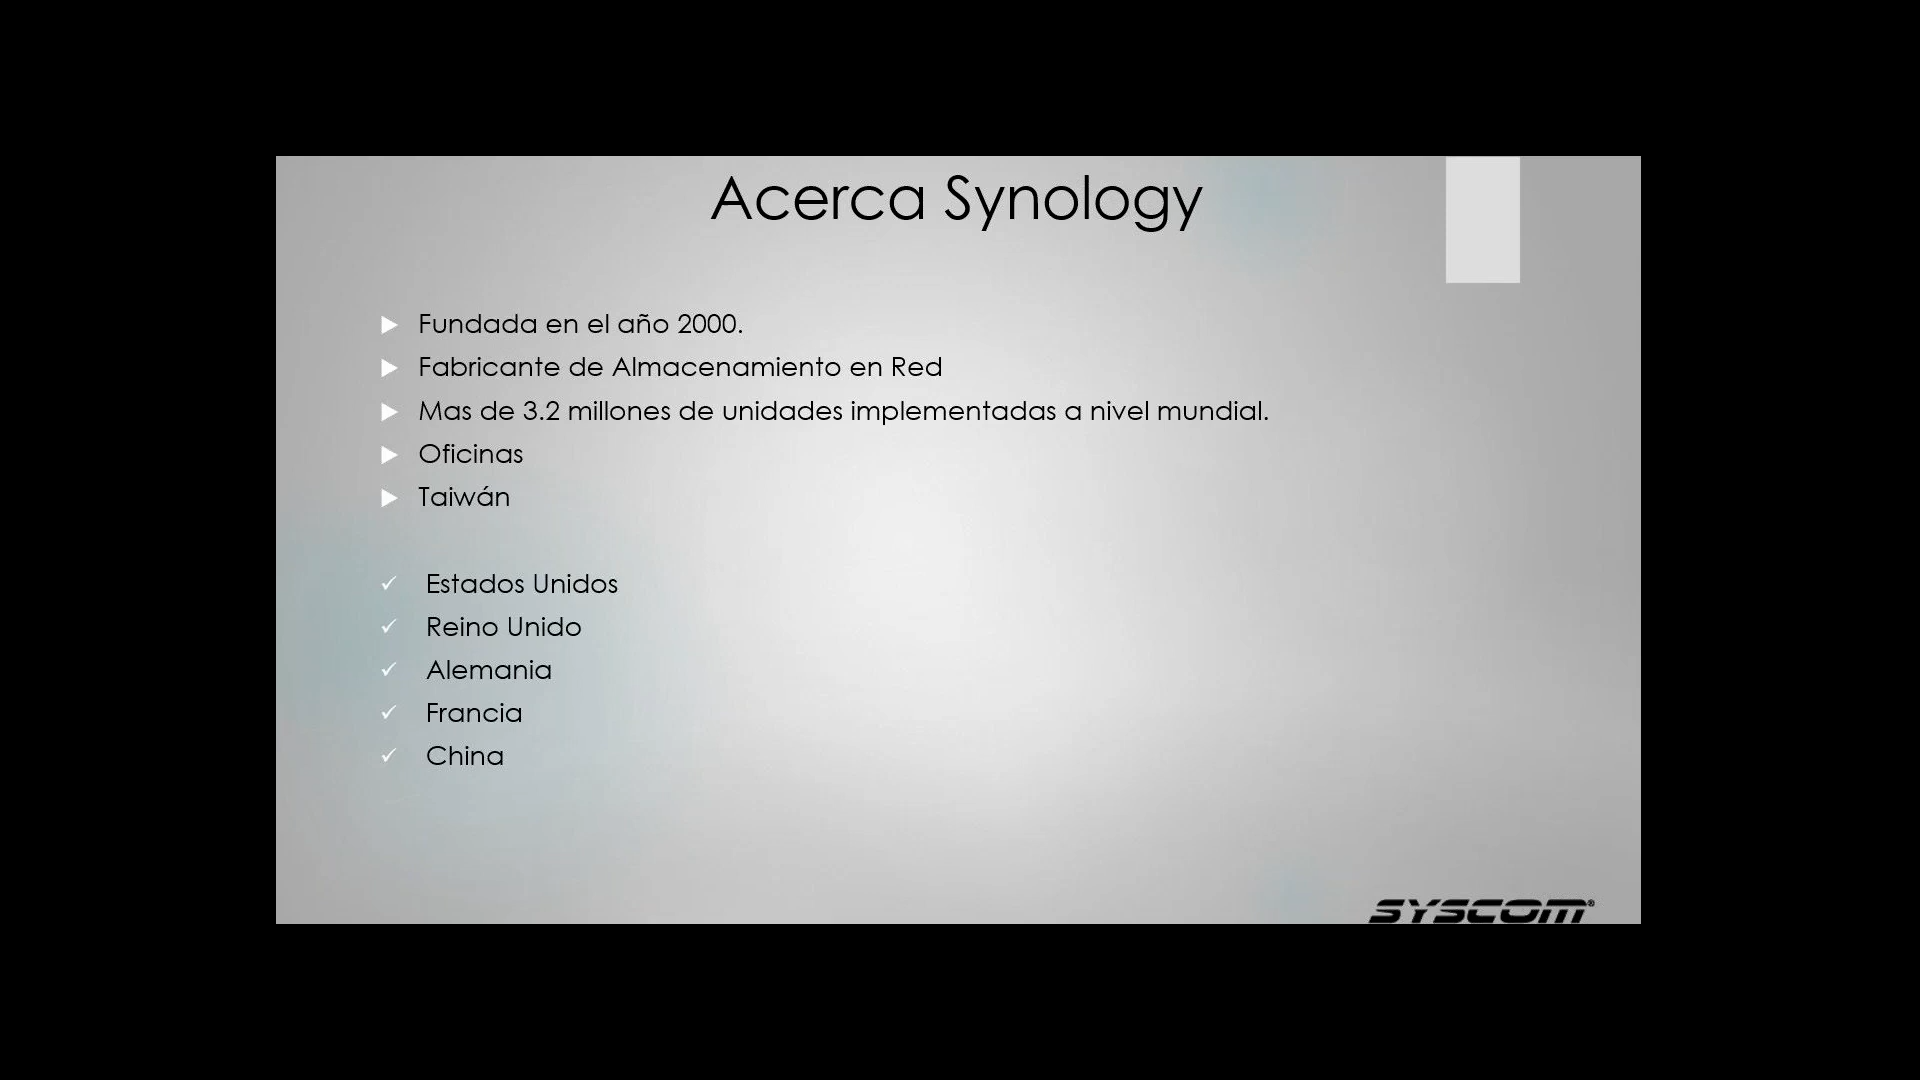 Acerca Synology
Fundada en el año 2000.
Fabricante de Almacenamiento en Red
Mas de 3.2 millones de unidades implementadas a nivel mundial.
Oficinas
Taiwán
Estados Unidos
Reino Unido
Alemania
Francia
China
SYSCOM®